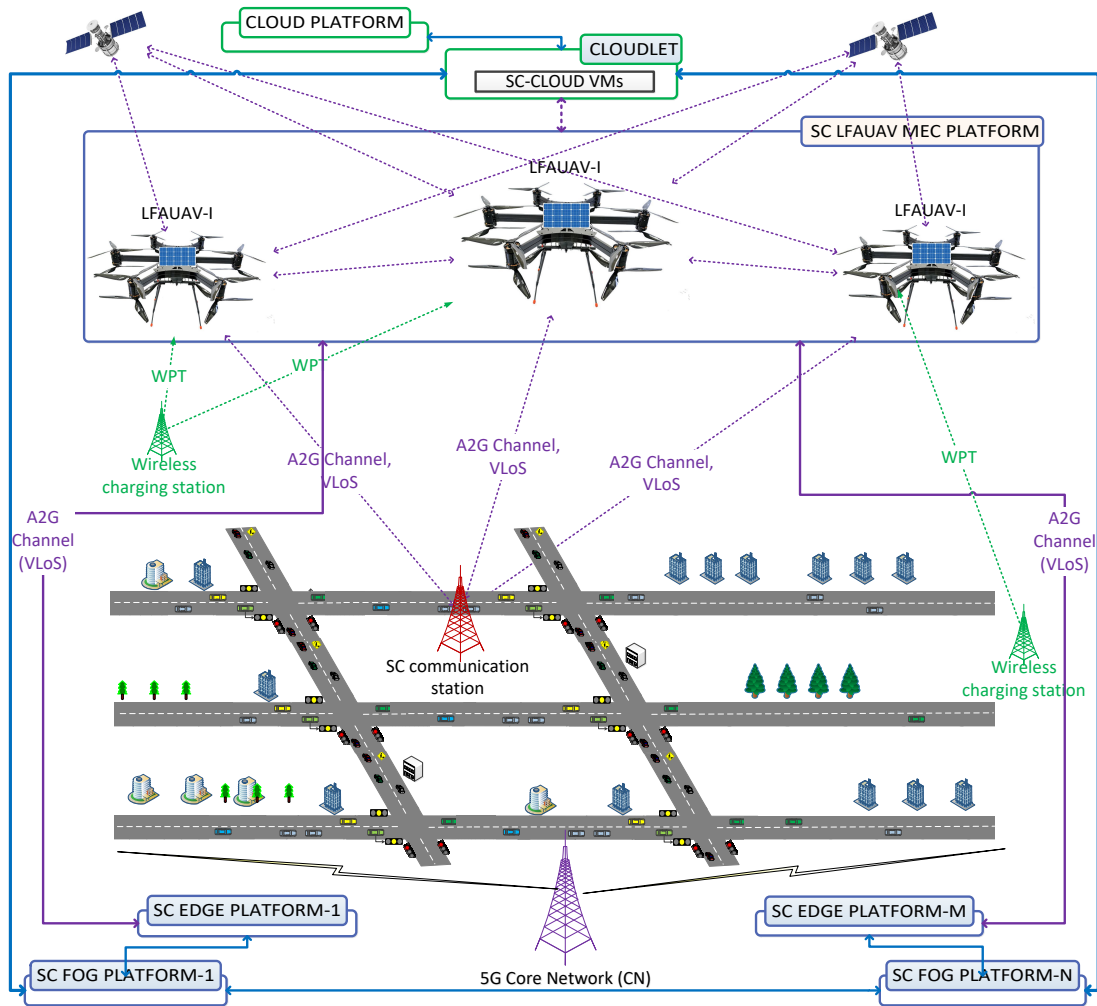 CLOUD PLATFORM
CLOUDLET
SC-CLOUD VMs
SC LFAUAV MEC PLATFORM
LFAUAV-I
LFAUAV-I
LFAUAV-I
WPT
WPT
WPT
Wireless
charging station
A2G Channel,
VLoS
A2G Channel,
VLoS
A2G Channel,
VLoS
A2G
Channel
(VLoS)
A2G
Channel
(VLoS)
SC communication
station
Wireless
charging station
SC EDGE PLATFORM-1
SC EDGE PLATFORM-M
SC FOG PLATFORM-1
5G Core Network (CN)
SC FOG PLATFORM-N